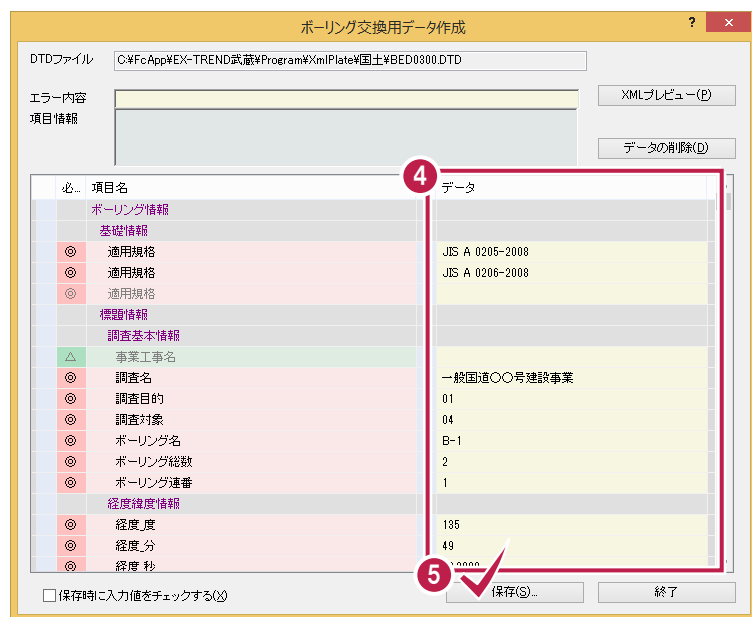 ボーリング交換用データ作成 ? ×
DTDファイル C:¥FcApp¥EX-TREND武蔵¥Program¥XmlPlate¥国土¥BED0300.DTD
エラー内容 XMLプレビュー(P)
項目情報
データの削除(D)
4
必... 項目名 データ
ボーリング情報
基礎情報
◎ 適用規格 JIS A 0205-2008
◎ 適用規格 JIS A 0206-2008
◎ 適用規格
標題情報
調査基本情報
△ 事業工事名
◎ 調査名 一般国道〇〇号建設事業
◎ 調査目的 01
◎ 調査対象 04
◎ ボーリング名 B-1
◎ ボーリング総数 2
◎ ボーリング連番 1
経度緯度情報
◎ 経度_度 135
◎ 経度_分 49
◎ 経度_秒
5
保存時に入力値をチェックする(X) 保存(S)... 終了